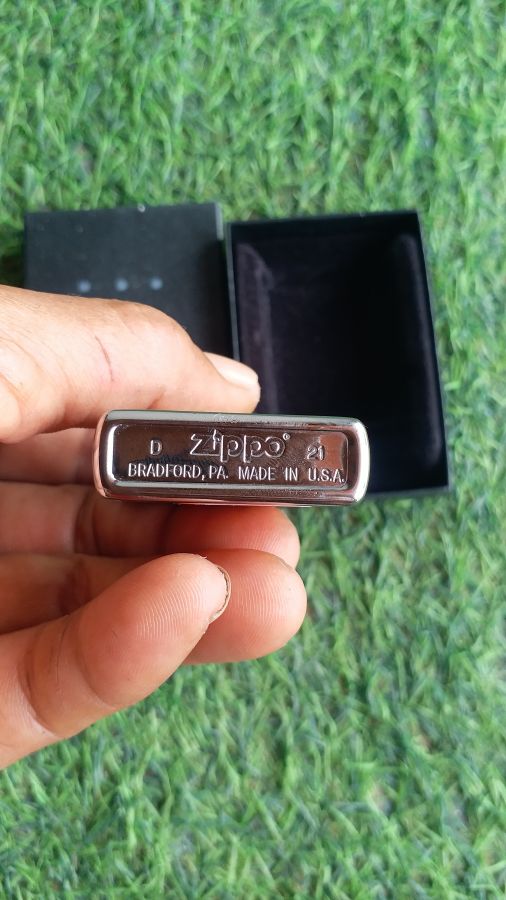 D zippo® 21
BRADFORD, PA. MADE IN U.S.A.